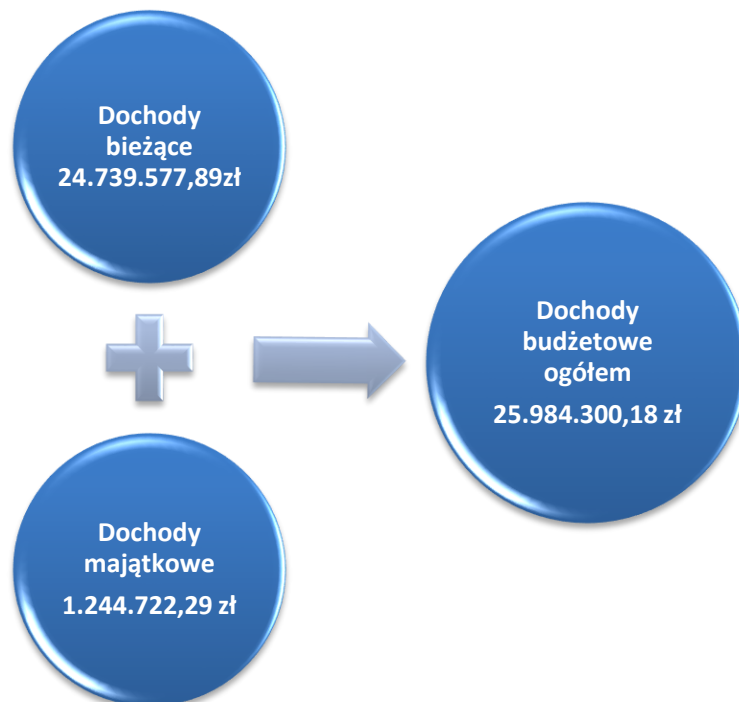 Dochody
bieżące
24.739.577,89zł
Dochody
majątkowe
1.244.722,29 zł
Dochody
budżetowe
ogółem
25.984.300,18 zł